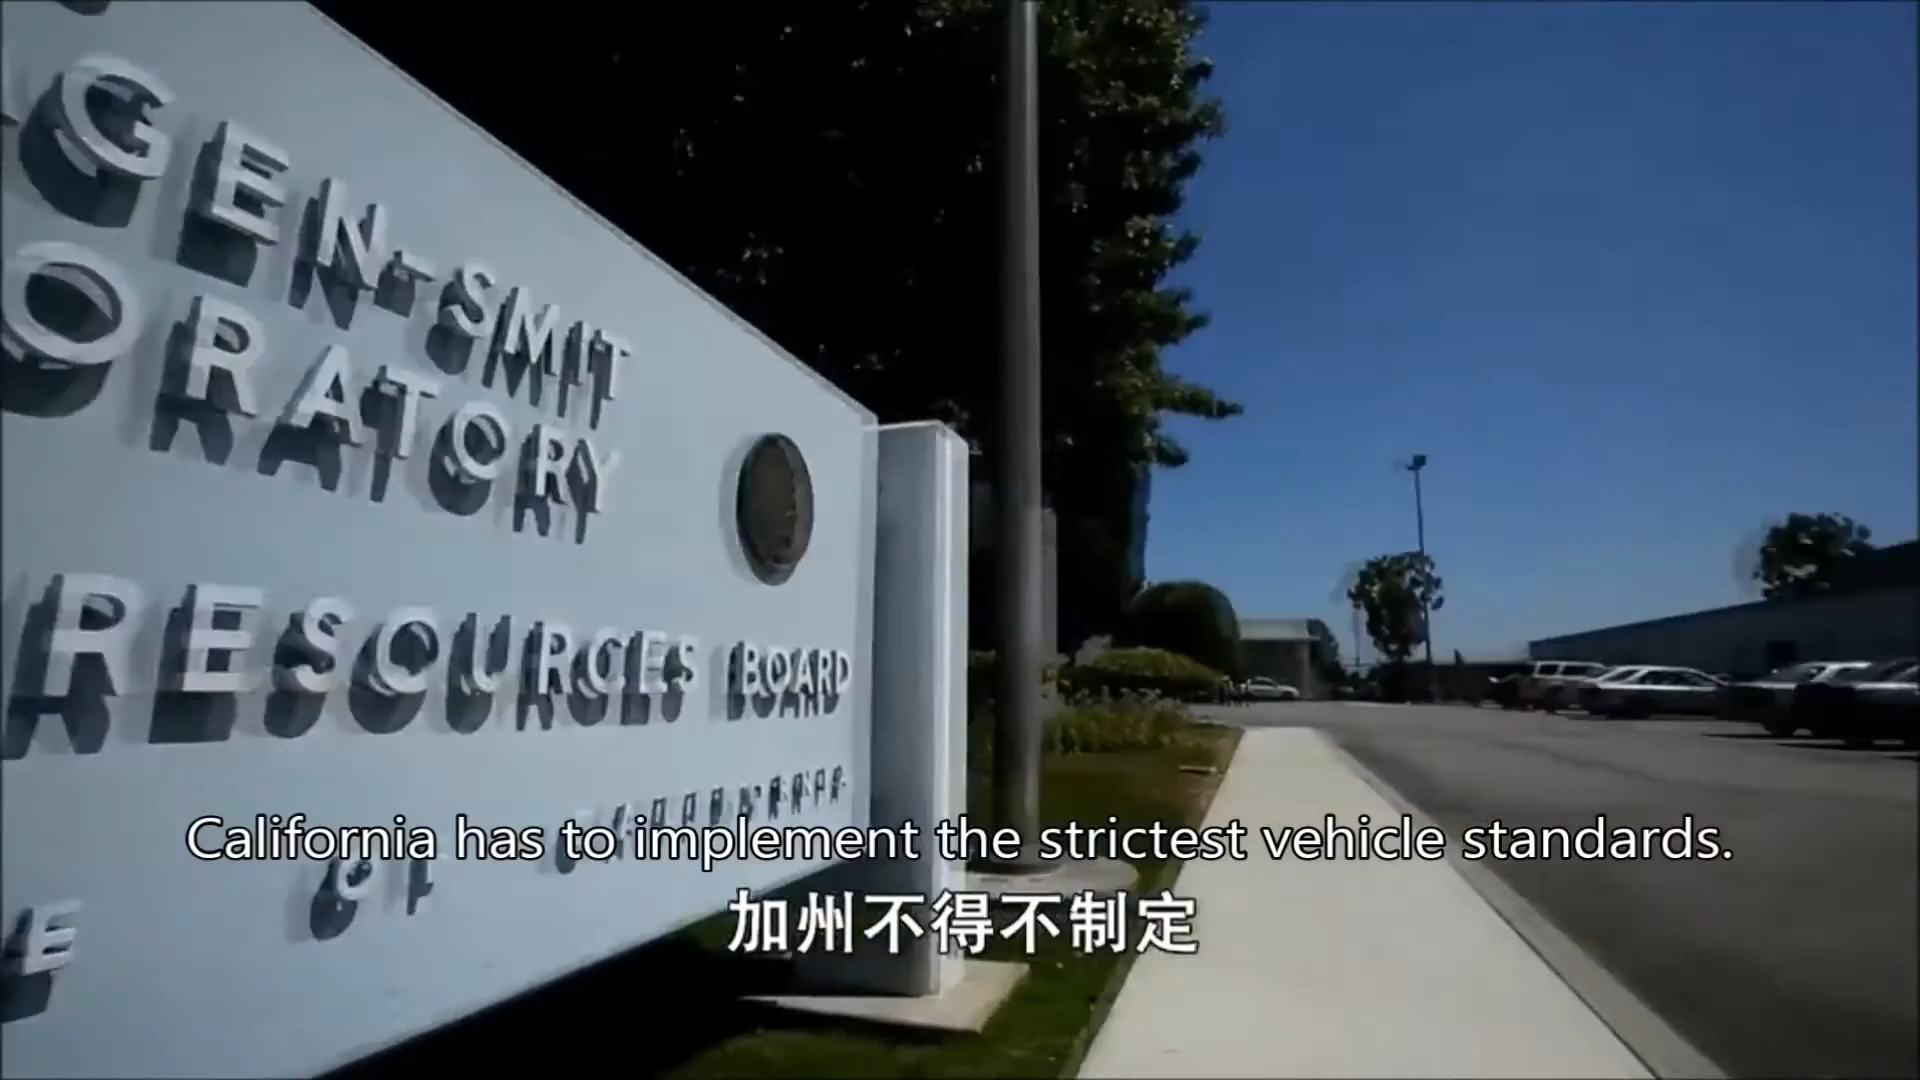 GEN-SMIT
ORATORY
RESOURCES BOARD
California has to implement the strictest vehicle standards.
加州不得不制定